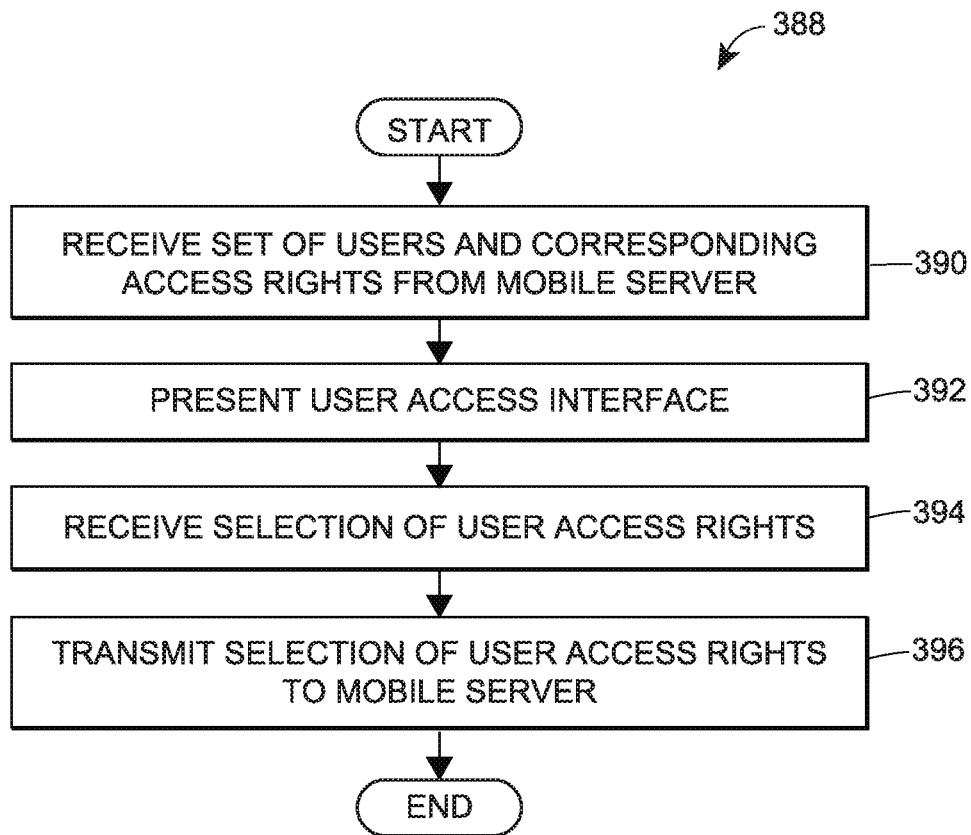 388
START
RECEIVE SET OF USERS AND CORRESPONDING
ACCESS RIGHTS FROM MOBILE SERVER
390
PRESENT USER ACCESS INTERFACE
392
RECEIVE SELECTION OF USER ACCESS RIGHTS
394
TRANSMIT SELECTION OF USER ACCESS RIGHTS
TO MOBILE SERVER
396
END